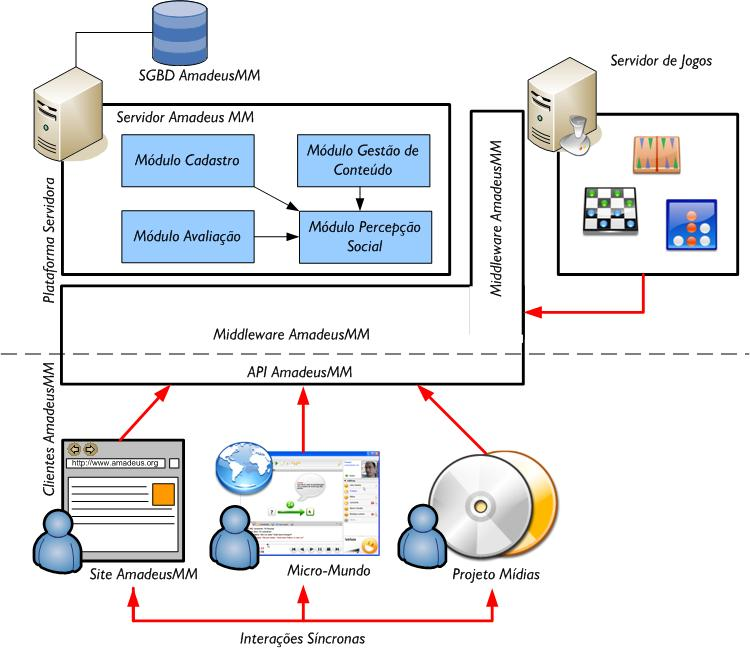 SGBD AmadeusMM
Servidor de Jogos
Servidor Amadeus MM
Módulo Cadastro
Módulo Gestão de
Conteúdo
Módulo Avaliação
Módulo Percepção
Social
Plataforma Servidora
Middleware AmadeusMM
Middleware AmadeusMM
API AmadeusMM
Clientes AmadeusMM
http://www.amadeus.org
Site AmadeusMM
Micro-Mundo
Projeto Mídias
Interações Síncronas